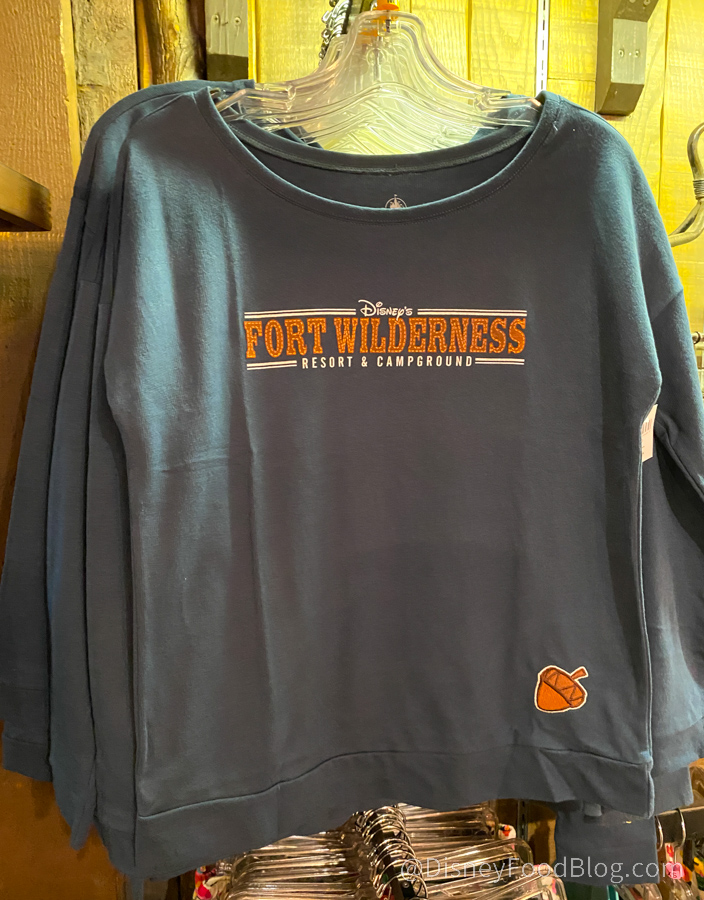 Disney's
FORT WILDERNESS
RESORT & CAMPGROUND
@DisneyFoodBlog.com